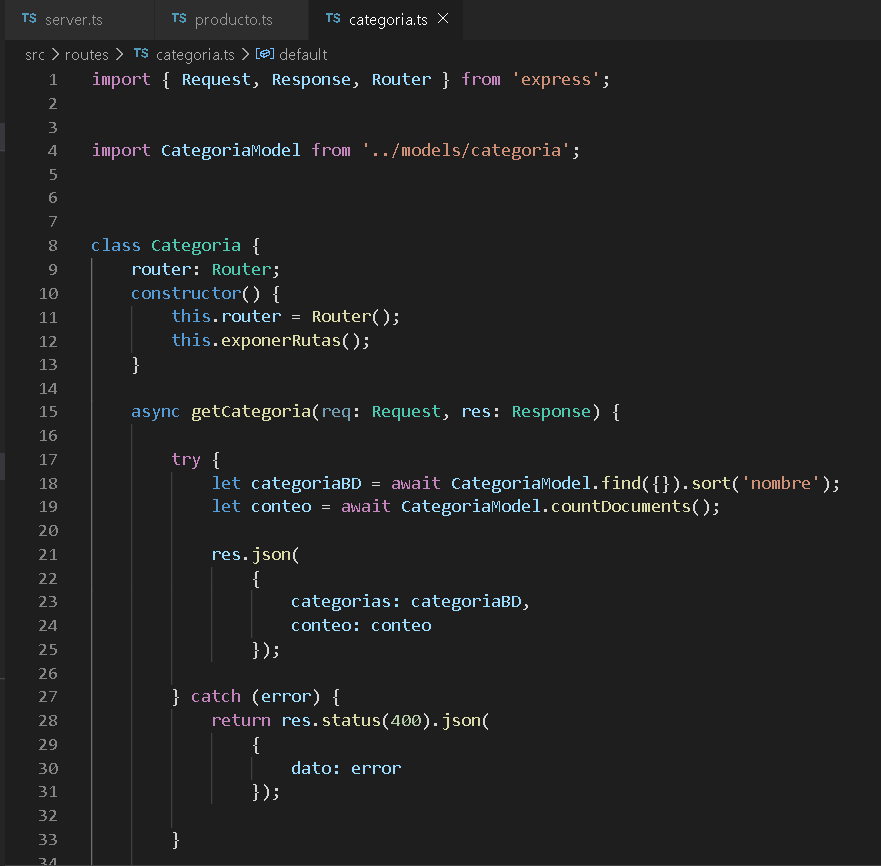 TS server.ts TS producto.ts TS categoria.ts ×
src > routes > TS categoria.ts > default
1 import { Request, Response, Router } from 'express';
2
3
4 import CategoriaModel from '../models/categoria';
5
6
7
8 class Categoria {
9 router: Router;
10 constructor() {
11 this.router = Router();
12 this.exponerRutas();
13 }
14
15 async getCategoria(req: Request, res: Response) {
16
17 try {
18 let categoriaBD = await CategoriaModel.find({}).sort('nombre');
19 let conteo = await CategoriaModel.countDocuments();
20
21 res.json(
22 {
23 categorias: categoriaBD,
24 conteo: conteo
25 });
26
27 } catch (error) {
28 return res.status(400).json(
29 {
30 dato: error
31 });
32
33 }
34